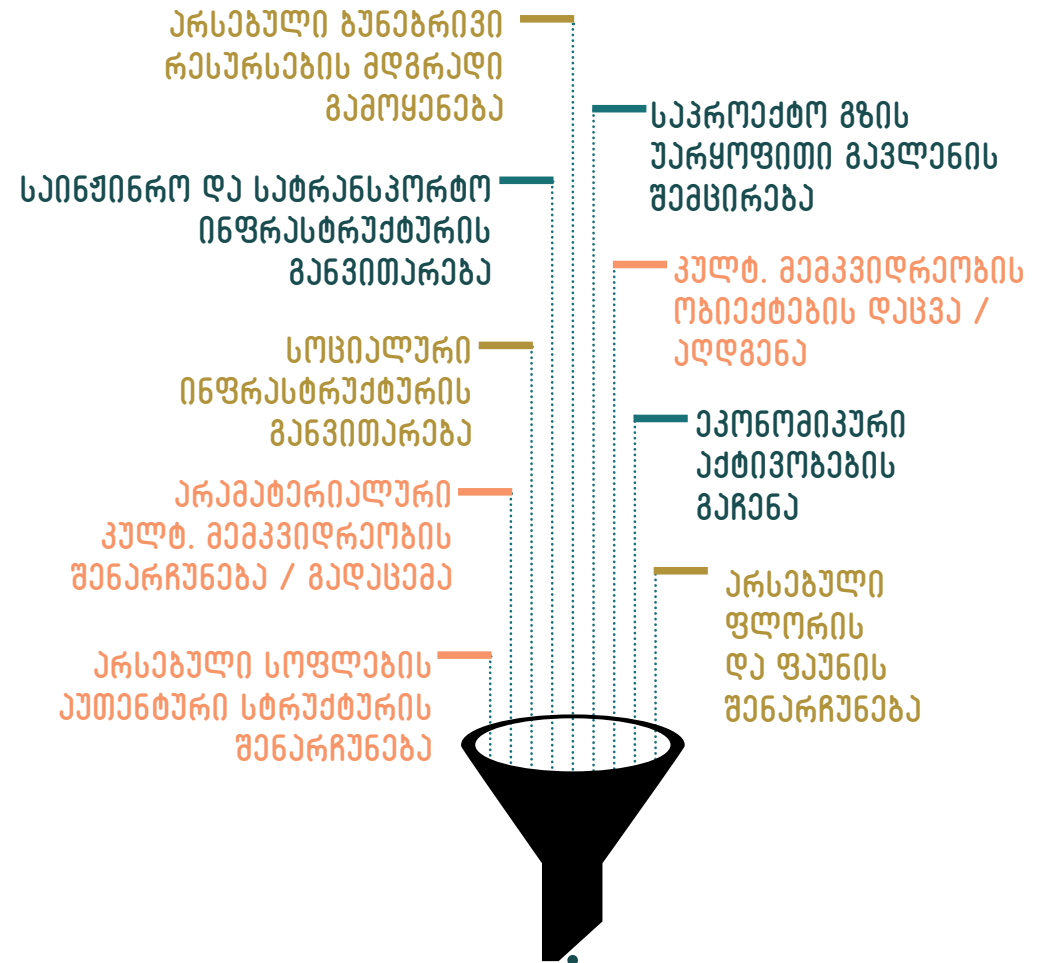 არსებული ბუნებრივი
რესურსების მდგრადი
გამოყენება
საპროექტო გზის
უარყოფითი გავლენის
შემცირება
საინჟინრო და სატრანსპორტო
ინფრასტრუქტურის
განვითარება
კულტ. მემკვიდრეობის
ობიექტების დაცვა /
აღდგენა
სოციალური
ინფრასტრუქტურის
განვითარება
ეკონომიკური
აქტივობების
გაჩენა
არამატერიალური
კულტ. მემკვიდრეობის
შენარჩუნება / გადაცემა
არსებული
ფლორის
და ფაუნის
შენარჩუნება
არსებული სოფლების
აუთენტური სტრუქტურის
შენარჩუნება